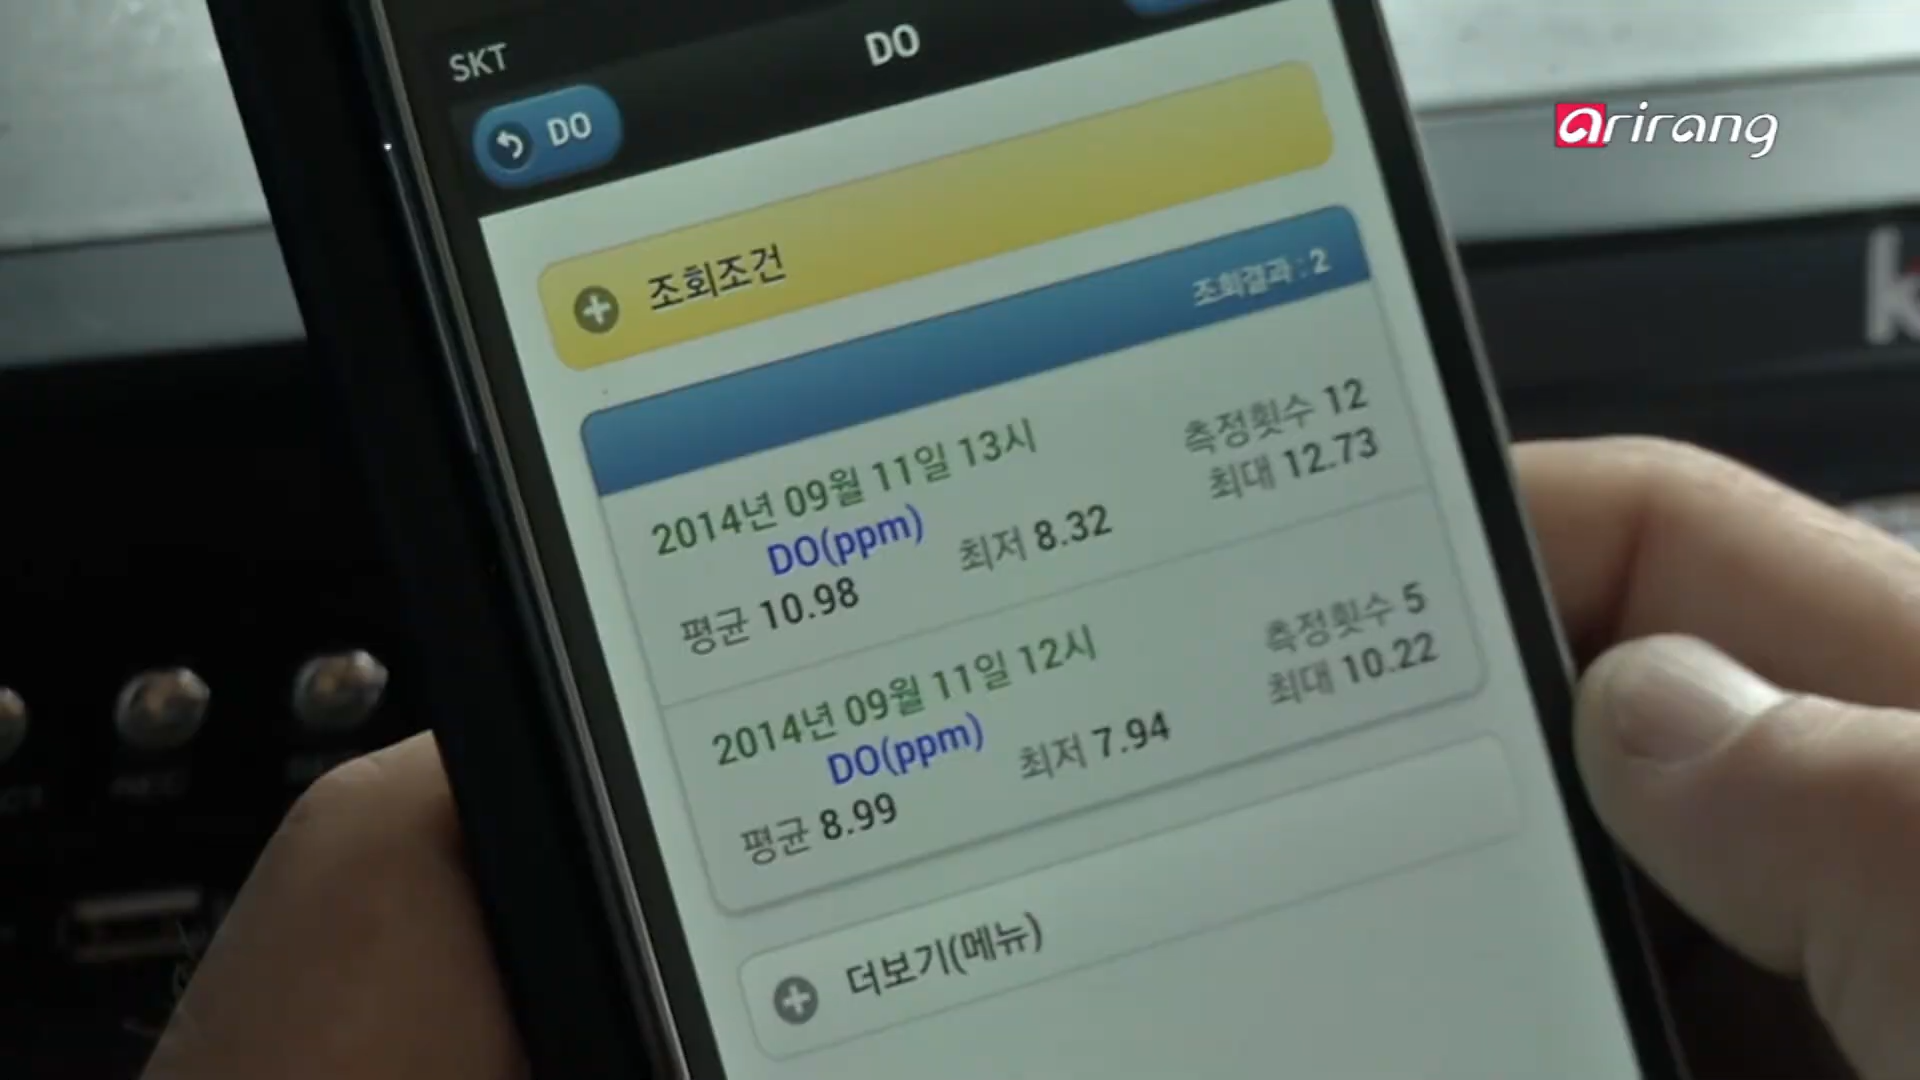 SKT
DO
DO
arirang
조회조건
조회결과 : 2
2014년 09월 11일 13시
측정횟수 12
DO(ppm)
최저 8.32
최대 12.73
평균 10.98
2014년 09월 11일 12시
측정횟수 5
DO(ppm)
최저 7.94
최대 10.22
평균 8.99
더보기(메뉴)